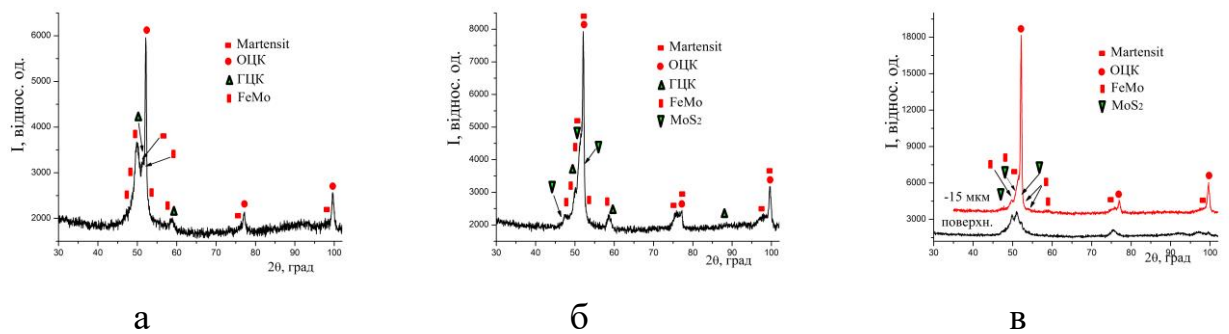 I, віднос. од.
6000
5000
4000
3000
2000
30 40 50 60 70 80 90 100
2θ, град
Martensit
ОЦК
ГЦК
FeMo
а
I, віднос. од.
8000
7000
6000
5000
4000
3000
2000
30 40 50 60 70 80 90 100
2θ, град
Martensit
ОЦК
ГЦК
FeMo
MoS2
б
I, віднос. од.
18000
15000
12000
9000
6000
3000
30 40 50 60 70 80 90 100
2θ, град
Martensit
ОЦК
FeMo
MoS2
-15 мкм
поверхн.
в